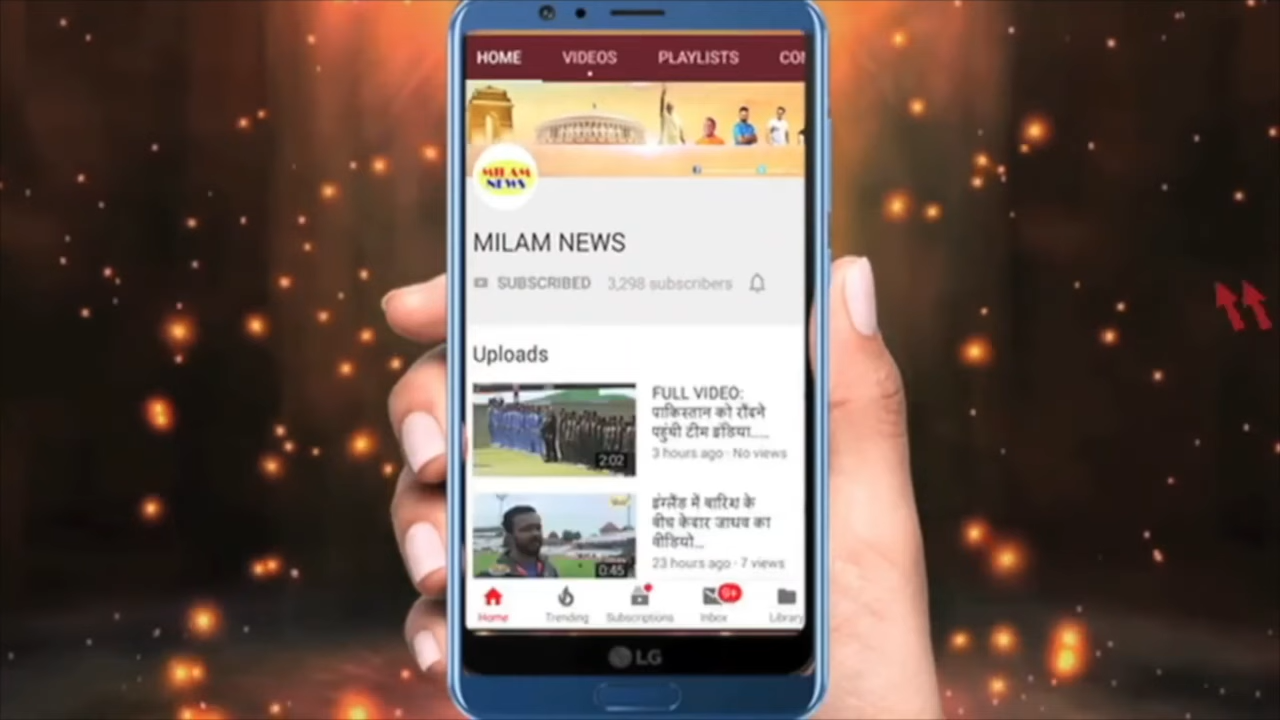 HOME VIDEOS PLAYLISTS
MILAM
NEWS
MILAM NEWS
SUBSCRIBED 3,298 subscribers
Uploads
FULL VIDEO:
पाकिस्तान को रौंदने
पहुंची टीम इंडिया.....
3 hours ago · No views
2:02
इंग्लैंड में बारिश के
बीच केदार जाधव का
वीडियो...
23 hours ago · 7 views
0:45
9+
Home Trending Subscriptions Inbox Library
LG